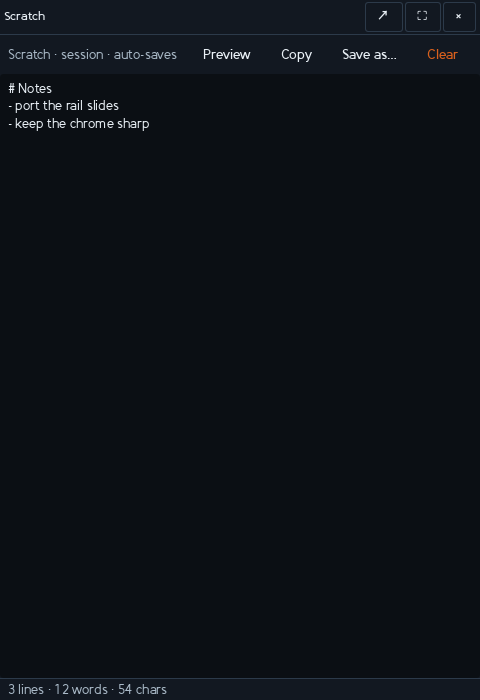 Scratch
Scratch · session · auto-saves Preview Copy Save as... Clear
# Notes
- port the rail slides
- keep the chrome sharp
3 lines · 12 words · 54 chars